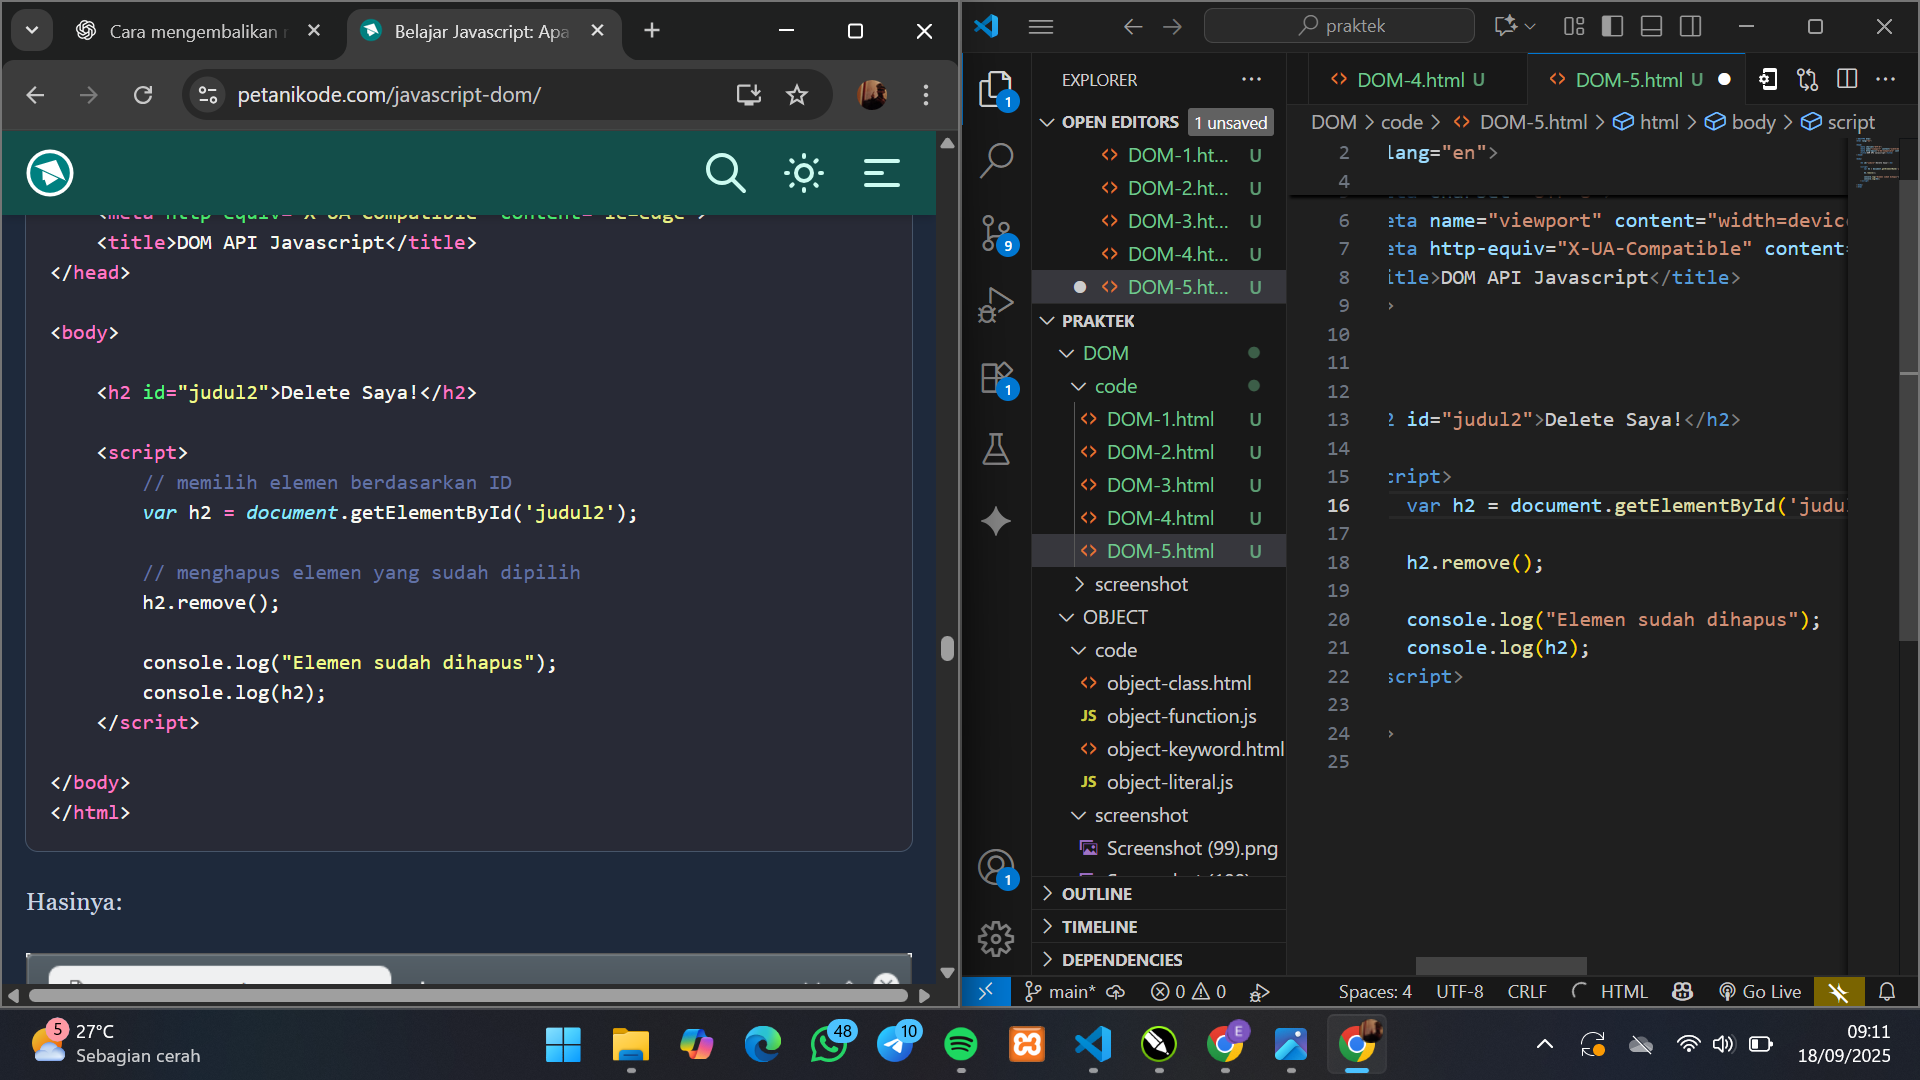 Cara mengembalikan
Belajar Javascript: Apa
petanikode.com/javascript-dom/
<meta http-equiv="X-UA-Compatible" content="ie=edge">
<title>DOM API Javascript</title>
</head>
<body>
<h2 id="judul2">Delete Saya!</h2>
<script>
// memilih elemen berdasarkan ID
var h2 = document.getElementById('judul2');
// menghapus elemen yang sudah dipilih
h2.remove();
console.log("Elemen sudah dihapus");
console.log(h2);
</script>
</body>
</html>
Hasinya:
praktek
EXPLORER
OPEN EDITORS 1 unsaved
DOM-1.ht... U
DOM-2.ht... U
DOM-3.ht... U
DOM-4.ht... U
DOM-5.ht... U
PRAKTEK
DOM
code
DOM-1.html U
DOM-2.html U
DOM-3.html U
DOM-4.html U
DOM-5.html U
screenshot
OBJECT
code
object-class.html
JS object-function.js
object-keyword.html
JS object-literal.js
screenshot
Screenshot (99).png
OUTLINE
TIMELINE
DEPENDENCIES
1
9
1
1
DOM-4.html U
DOM-5.html U
DOM > code > DOM-5.html > html > body > script
2 lang="en">
4
6 eta name="viewport" content="width=devic
7 eta http-equiv="X-UA-Compatible" content=
8 itle>DOM API Javascript</title>
9 >
10
11
12
13 2 id="judul2">Delete Saya!</h2>
14
15 cript>
16 var h2 = document.getElementById('judu
17
18 h2.remove();
19
20 console.log("Elemen sudah dihapus");
21 console.log(h2);
22 script>
23
24 >
25
main* 0 0 Spaces: 4 UTF-8 CRLF HTML Go Live
5 27°C
Sebagian cerah
48
10
E
09:11
18/09/2025